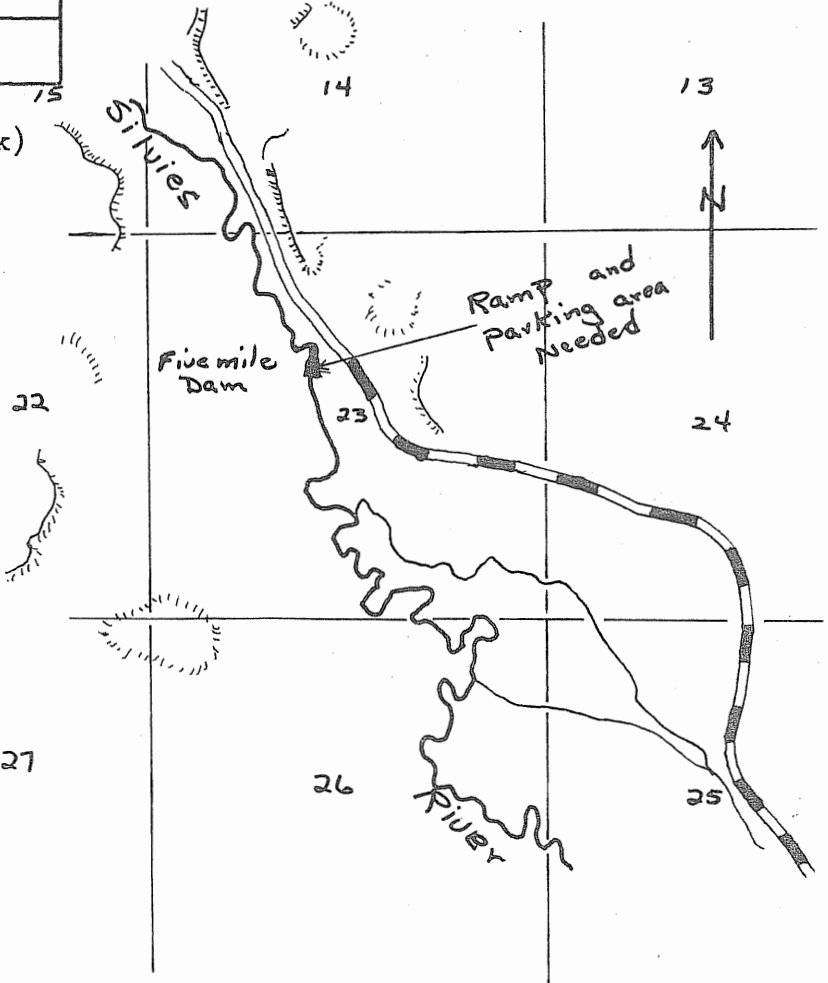 15
14
13
k)
Silvies
N
Ramp and
parking area
Needed
Fivemile
Dam
22
23
24
27
26
25
River